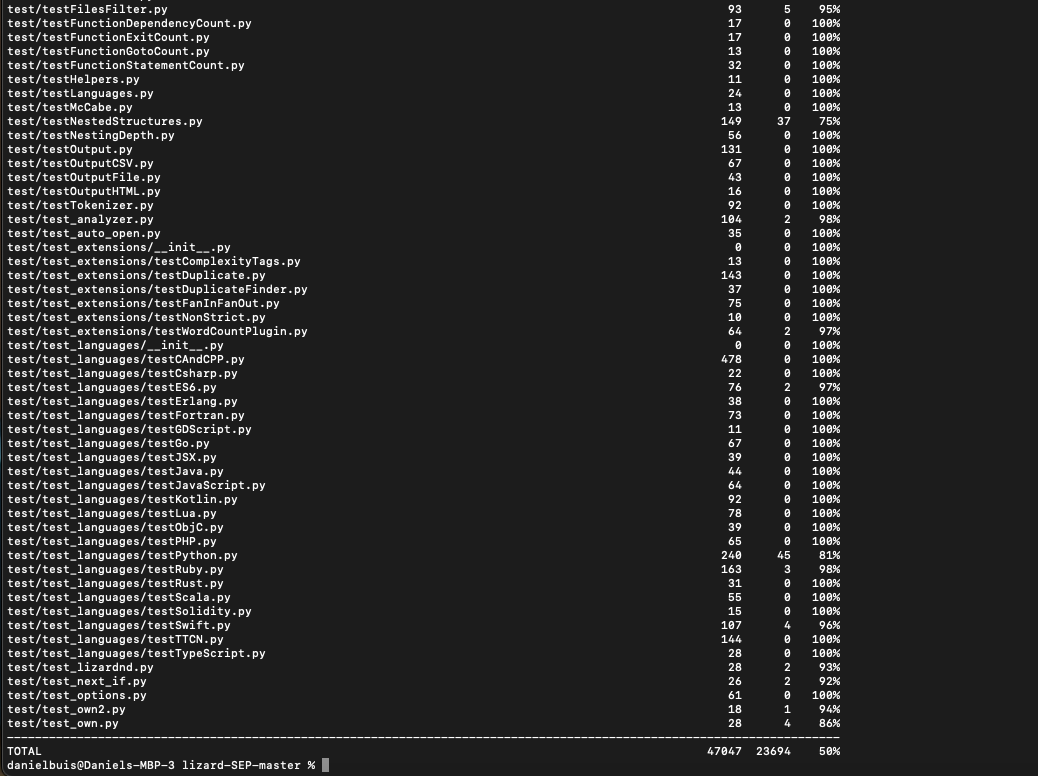 test/testFilesFilter.py 93 5 95%
test/testFunctionDependencyCount.py 17 0 100%
test/testFunctionExitCount.py 17 0 100%
test/testFunctionGotoCount.py 13 0 100%
test/testFunctionStatementCount.py 32 0 100%
test/testHelpers.py 11 0 100%
test/testLanguages.py 24 0 100%
test/testMcCabe.py 13 0 100%
test/testNestedStructures.py 149 37 75%
test/testNestingDepth.py 56 0 100%
test/testOutput.py 131 0 100%
test/testOutputCSV.py 67 0 100%
test/testOutputFile.py 43 0 100%
test/testOutputHTML.py 16 0 100%
test/testTokenizer.py 92 0 100%
test/test_analyzer.py 104 2 98%
test/test_auto_open.py 35 0 100%
test/test_extensions/__init__.py 0 0 100%
test/test_extensions/testComplexityTags.py 13 0 100%
test/test_extensions/testDuplicate.py 143 0 100%
test/test_extensions/testDuplicateFinder.py 37 0 100%
test/test_extensions/testFanInFanOut.py 75 0 100%
test/test_extensions/testNonStrict.py 10 0 100%
test/test_extensions/testWordCountPlugin.py 64 2 97%
test/test_languages/__init__.py 0 0 100%
test/test_languages/testCAndCPP.py 478 0 100%
test/test_languages/testCsharp.py 22 0 100%
test/test_languages/testES6.py 76 2 97%
test/test_languages/testErlang.py 38 0 100%
test/test_languages/testFortran.py 73 0 100%
test/test_languages/testGDScript.py 11 0 100%
test/test_languages/testGo.py 67 0 100%
test/test_languages/testJSX.py 39 0 100%
test/test_languages/testJava.py 44 0 100%
test/test_languages/testJavaScript.py 64 0 100%
test/test_languages/testKotlin.py 92 0 100%
test/test_languages/testLua.py 78 0 100%
test/test_languages/testObjC.py 39 0 100%
test/test_languages/testPHP.py 65 0 100%
test/test_languages/testPython.py 240 45 81%
test/test_languages/testRuby.py 163 3 98%
test/test_languages/testRust.py 31 0 100%
test/test_languages/testScala.py 55 0 100%
test/test_languages/testSolidity.py 15 0 100%
test/test_languages/testSwift.py 107 4 96%
test/test_languages/testTTCN.py 144 0 100%
test/test_languages/testTypeScript.py 28 0 100%
test/test_lizardnd.py 28 2 93%
test/test_next_if.py 26 2 92%
test/test_options.py 61 0 100%
test/test_own2.py 18 1 94%
test/test_own.py 28 4 86%
TOTAL 47047 23694 50%
danielbuis@Daniels-MBP-3 lizard-SEP-master %